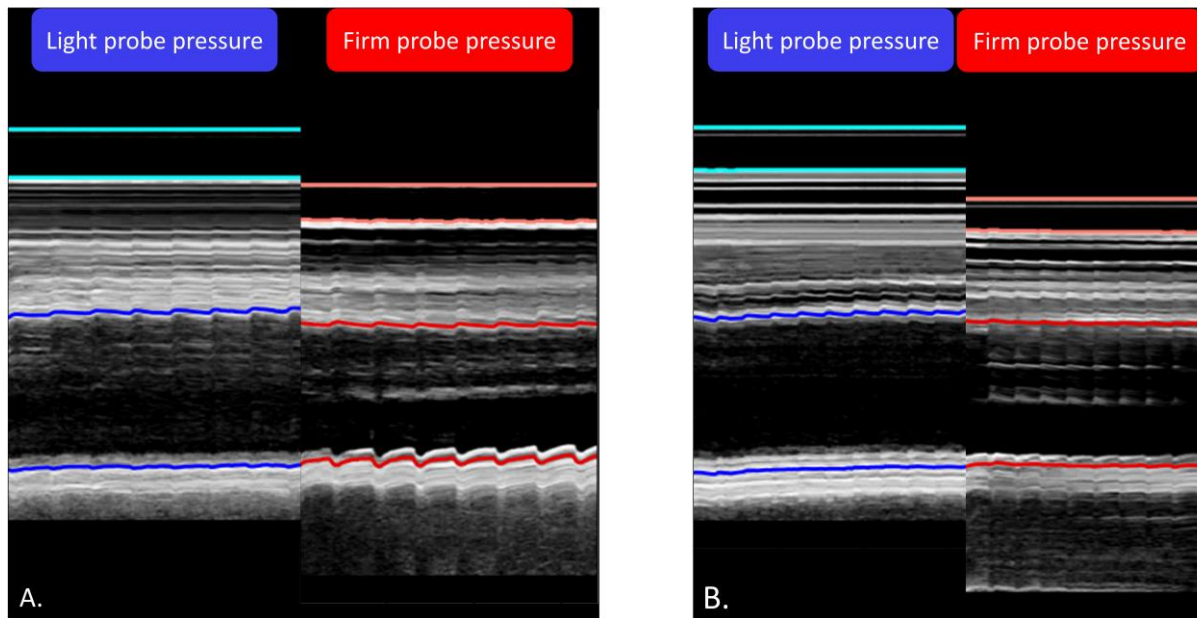 Light probe pressure
Firm probe pressure
Light probe pressure
Firm probe pressure
A.
B.